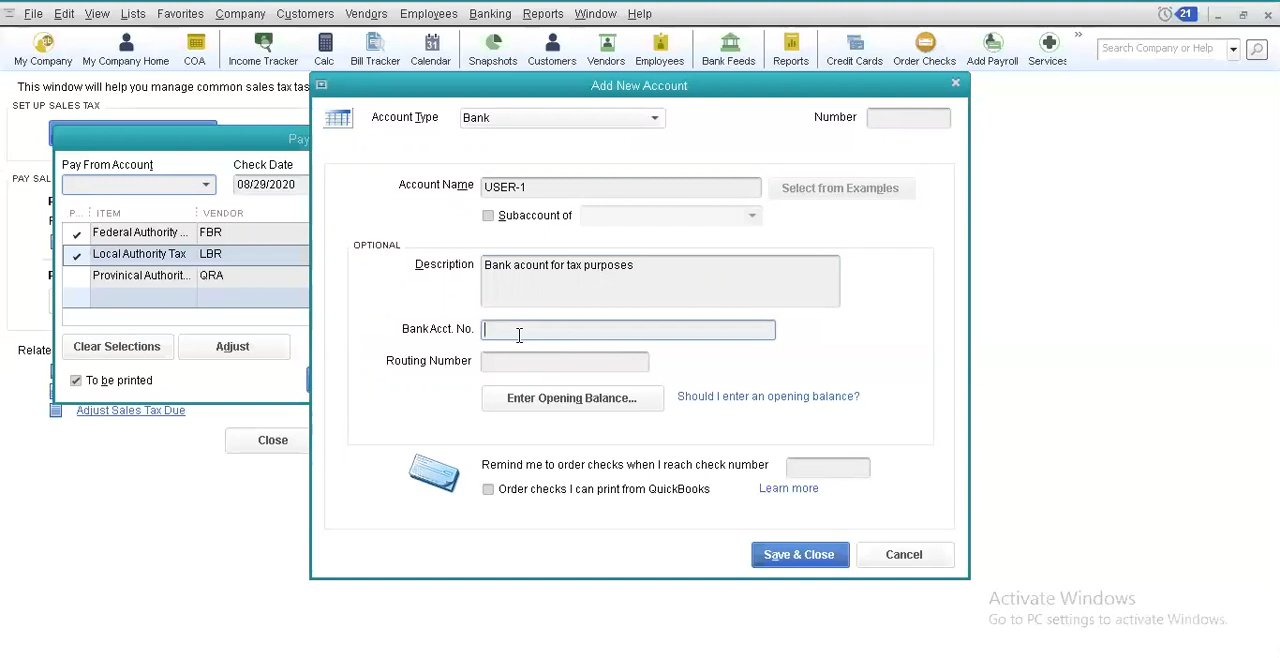 File Edit View Lists Favorites Company Customers Vendors Employees Banking Reports Window Help 21
My Company My Company Home COA Income Tracker Calc Bill Tracker Calendar Snapshots Customers Vendors Employees Bank Feeds Reports Credit Cards Order Checks Add Payroll Services » Search Company or Help
This window will help you manage common sales tax tas
SET UP SALES TAX
PAY SAL
Relate
Adjust Sales Tax Due
Close
Pay
Pay From Account Check Date
08/29/2020
P... ITEM VENDOR
Federal Authority ... FBR
Local Authority Tax LBR
Provinical Authorit... QRA
Clear Selections Adjust
To be printed
Add New Account
Account Type Bank Number
Account Name USER-1 Select from Examples
Subaccount of
OPTIONAL
Description Bank acount for tax purposes
Bank Acct. No.
Routing Number
Enter Opening Balance... Should I enter an opening balance?
Remind me to order checks when I reach check number
Order checks I can print from QuickBooks Learn more
Save & Close Cancel
Activate Windows
Go to PC settings to activate Windows.